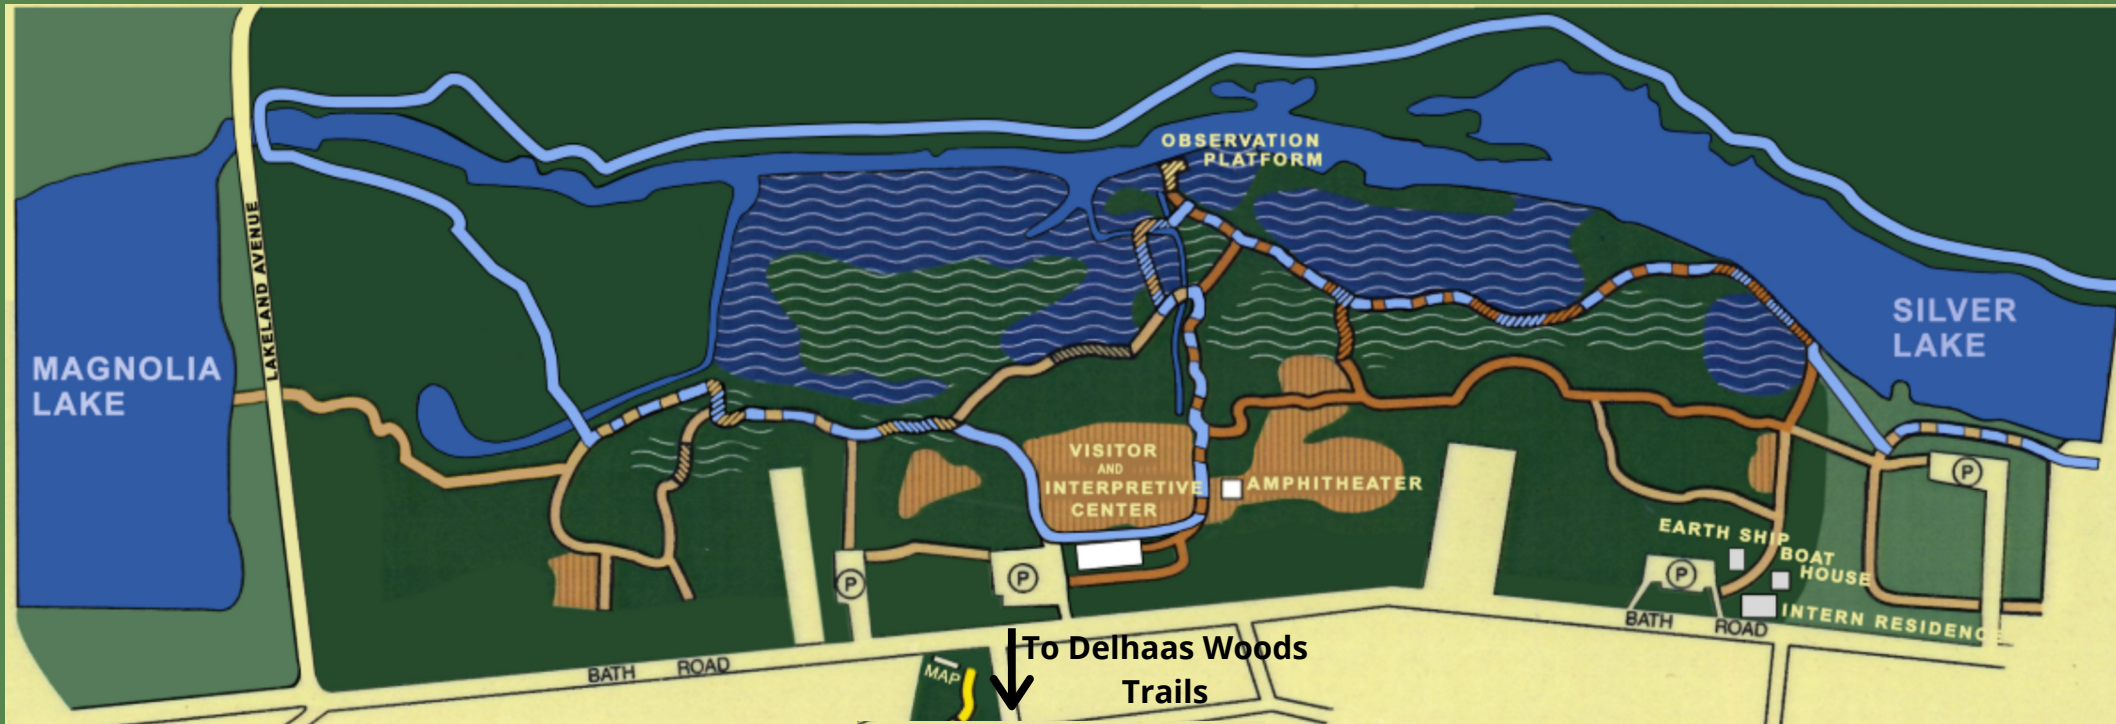 OBSERVATION
PLATFORM
LAKELAND AVENUE
MAGNOLIA
LAKE
SILVER
LAKE
VISITOR
AND
INTERPRETIVE
CENTER
AMPHITHEATER
P
P
P
P
EARTH SHIP
BOAT
HOUSE
INTERN RESIDENCE
BATH ROAD
BATH ROAD
To Delhaas Woods
Trails
MAP